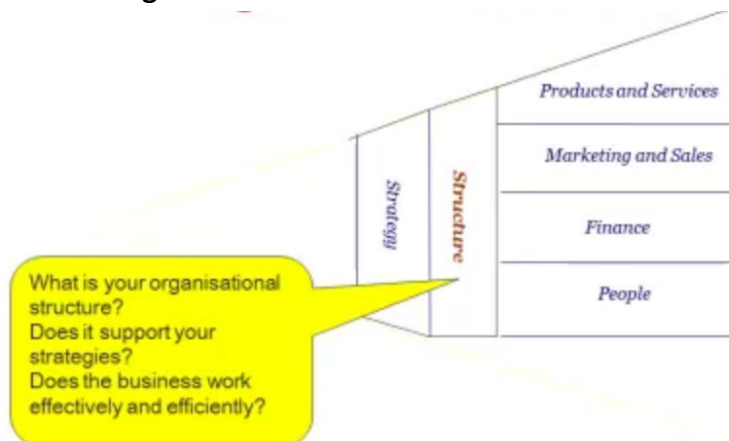 Products and Services
Marketing and Sales
Finance
People
Strategy
Structure
What is your organisational
structure?
Does it support your
strategies?
Does the business work
effectively and efficiently?